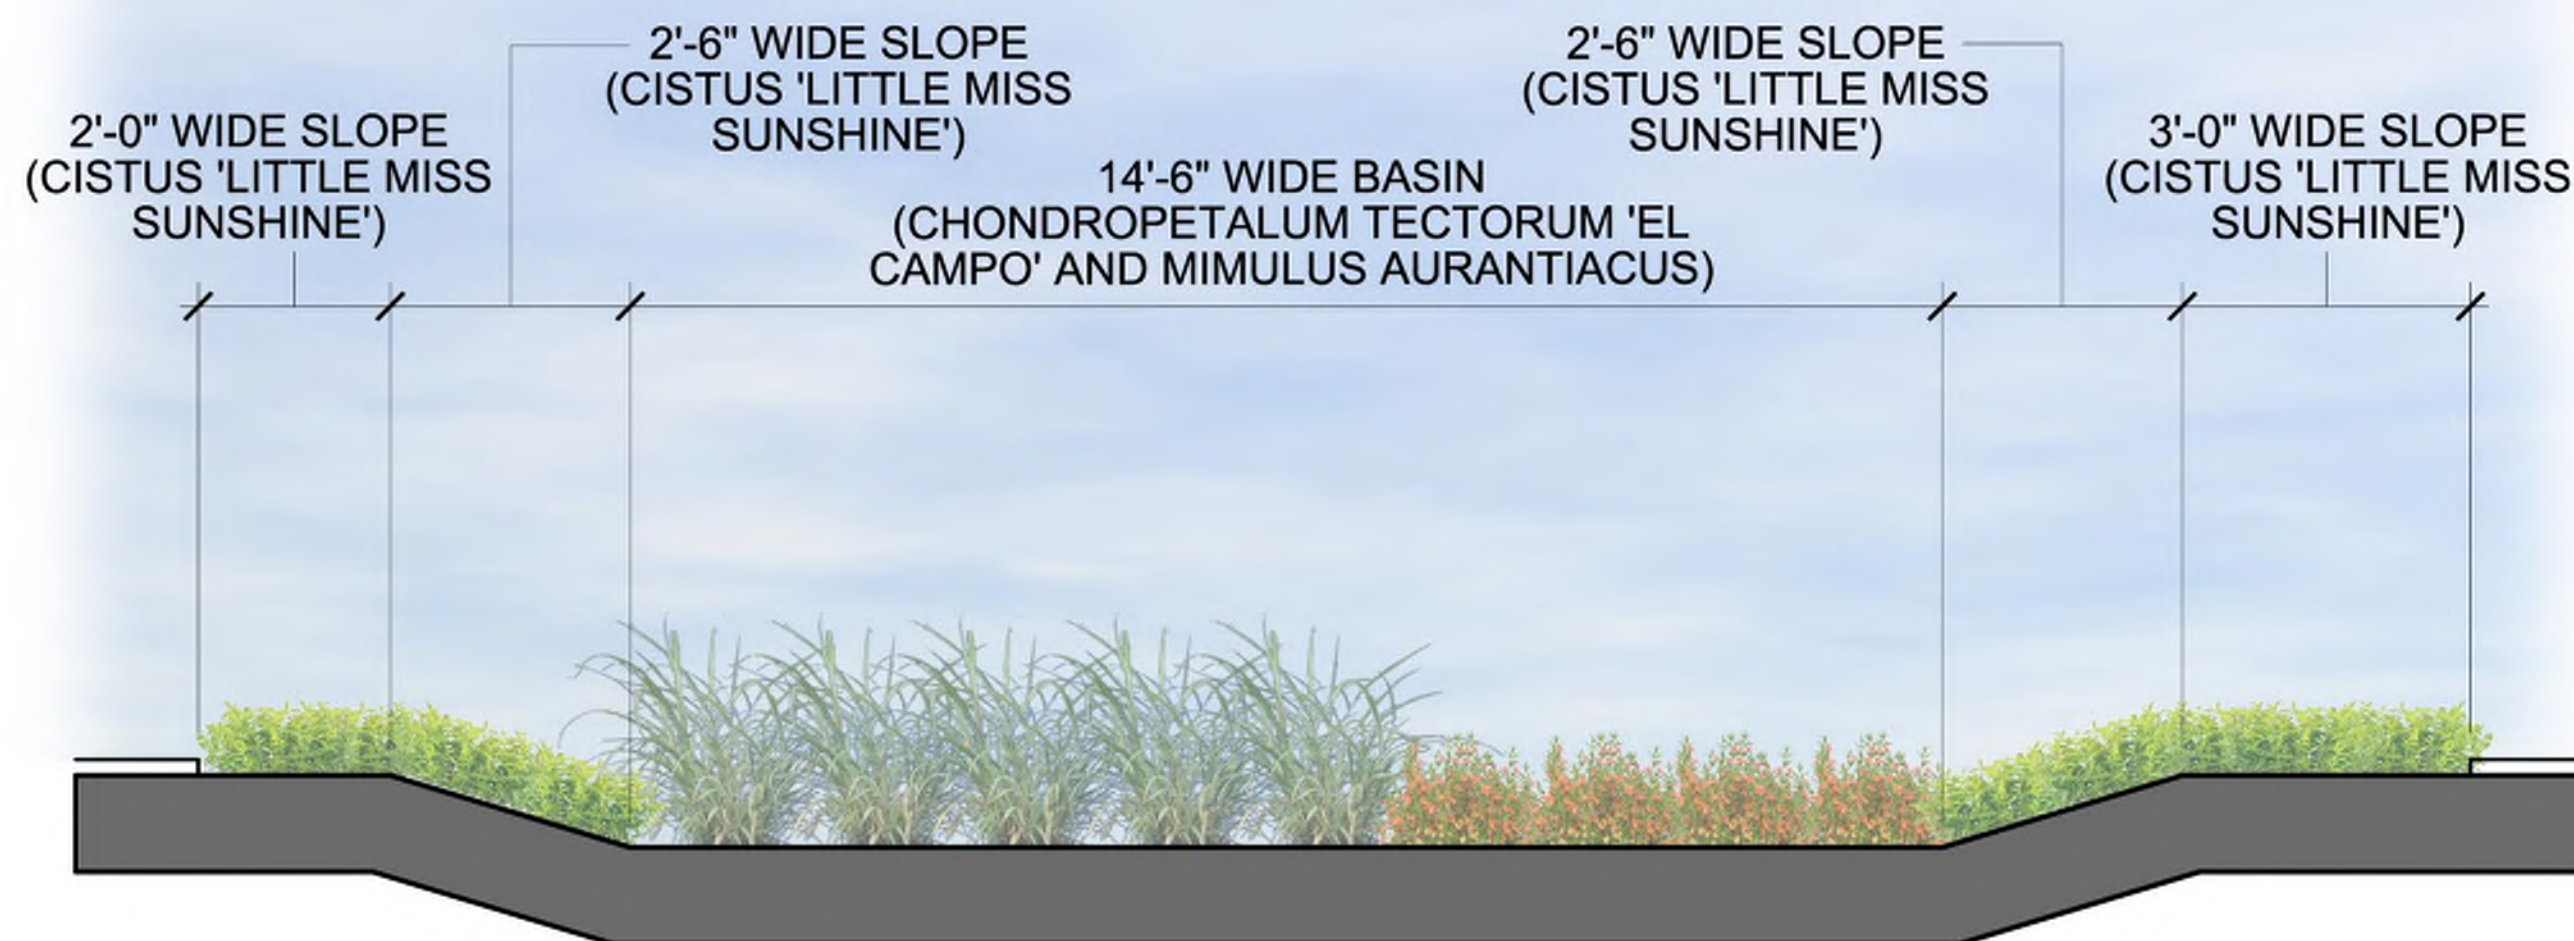 2'-0" WIDE SLOPE
(CISTUS 'LITTLE MISS
SUNSHINE')
2'-6" WIDE SLOPE
(CISTUS 'LITTLE MISS
SUNSHINE')
14'-6" WIDE BASIN
(CHONDROPETALUM TECTORUM 'EL
CAMPO' AND MIMULUS AURANTIACUS)
2'-6" WIDE SLOPE
(CISTUS 'LITTLE MISS
SUNSHINE')
3'-0" WIDE SLOPE
(CISTUS 'LITTLE MISS
SUNSHINE')